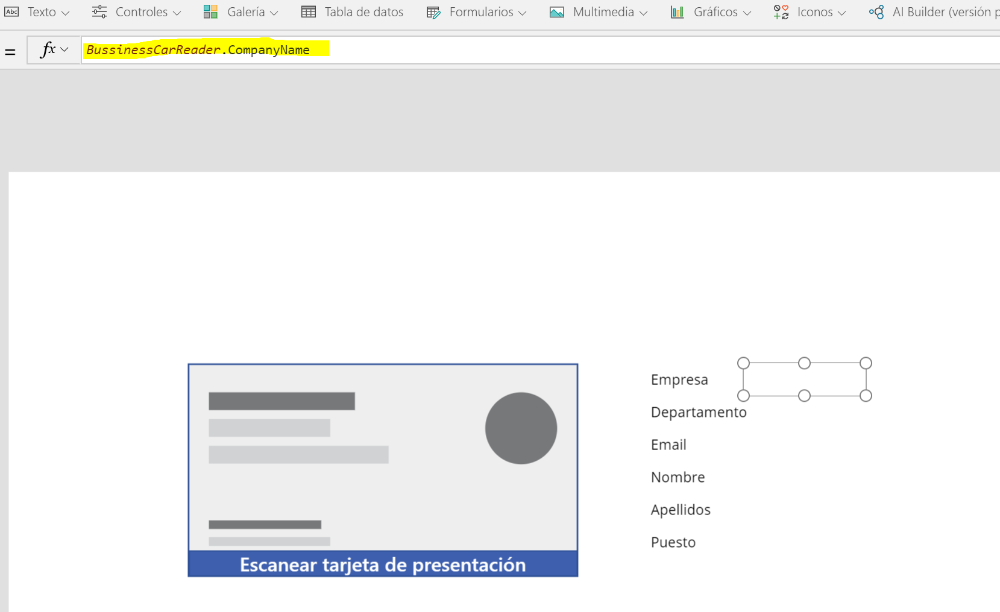 Abc Texto Controles Galería Tabla de datos Formularios Multimedia Gráficos Iconos AI Builder (versión p
= fx BussinessCarReader.CompanyName
Empresa
Departamento
Email
Nombre
Apellidos
Puesto
Escanear tarjeta de presentación